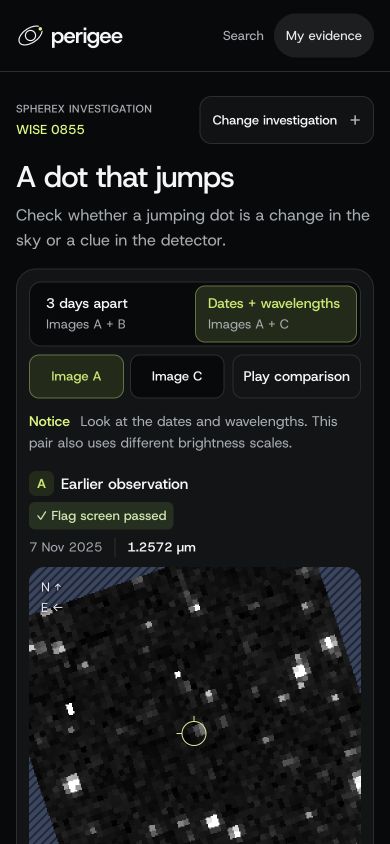 perigee
Search
My evidence
SPHEREX INVESTIGATION
WISE 0855
Change investigation +
A dot that jumps
Check whether a jumping dot is a change in the
sky or a clue in the detector.
3 days apart
Images A + B
Dates + wavelengths
Images A + C
Image A
Image C
Play comparison
Notice Look at the dates and wavelengths. This
pair also uses different brightness scales.
A Earlier observation
✓ Flag screen passed
7 Nov 2025
1.2572 μm
N ↑
E ←